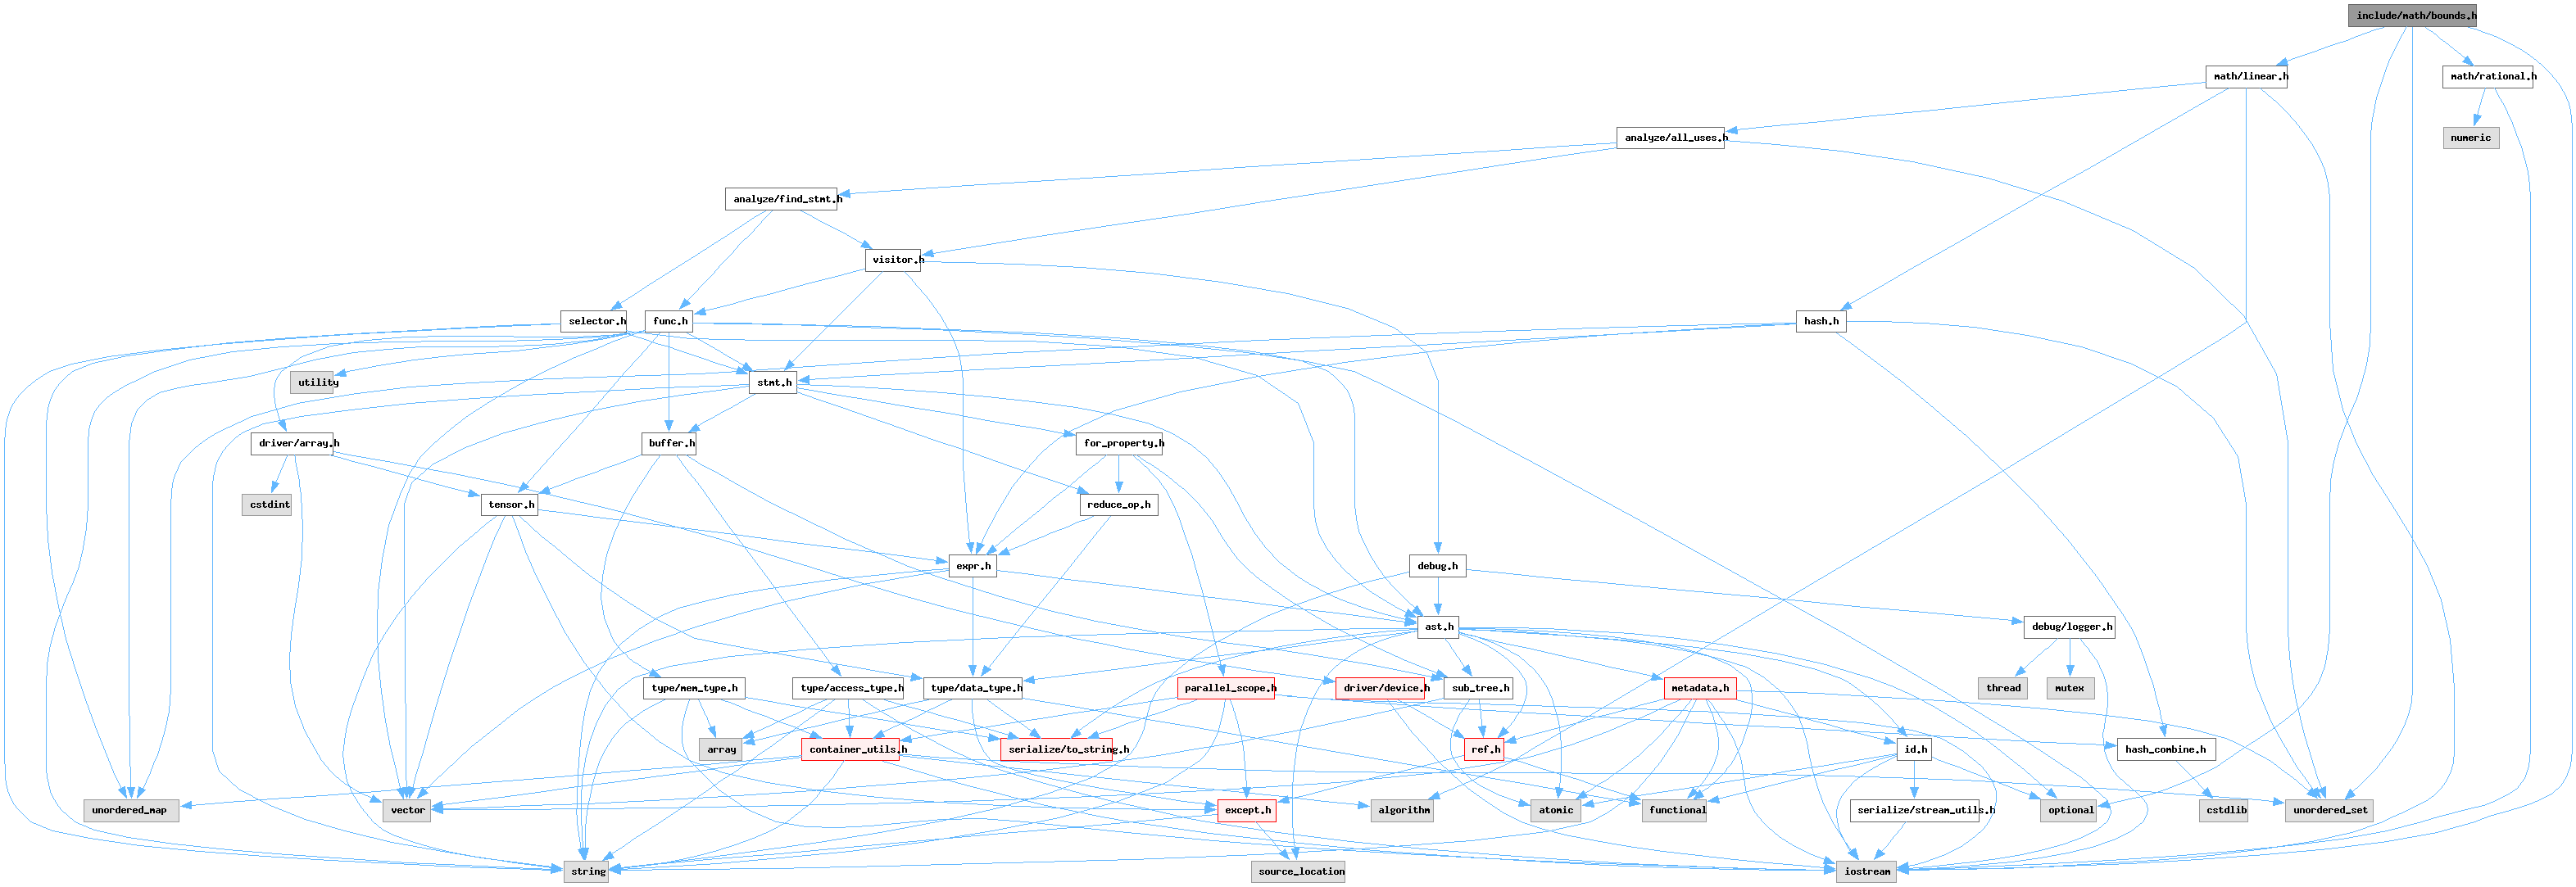 include/math/bounds.h
math/linear.h
math/rational.h
analyze/all_uses.h
numeric
analyze/find_stmt.h
visitor.h
selector.h
func.h
hash.h
utility
stmt.h
driver/array.h
buffer.h
for_property.h
cstdint
tensor.h
reduce_op.h
expr.h
debug.h
ast.h
debug/logger.h
type/mem_type.h
type/access_type.h
type/data_type.h
parallel_scope.h
driver/device.h
sub_tree.h
metadata.h
thread
mutex
array
container_utils.h
serialize/to_string.h
ref.h
id.h
hash_combine.h
unordered_map
vector
except.h
algorithm
atomic
functional
serialize/stream_utils.h
optional
cstdlib
unordered_set
string
source_location
iostream